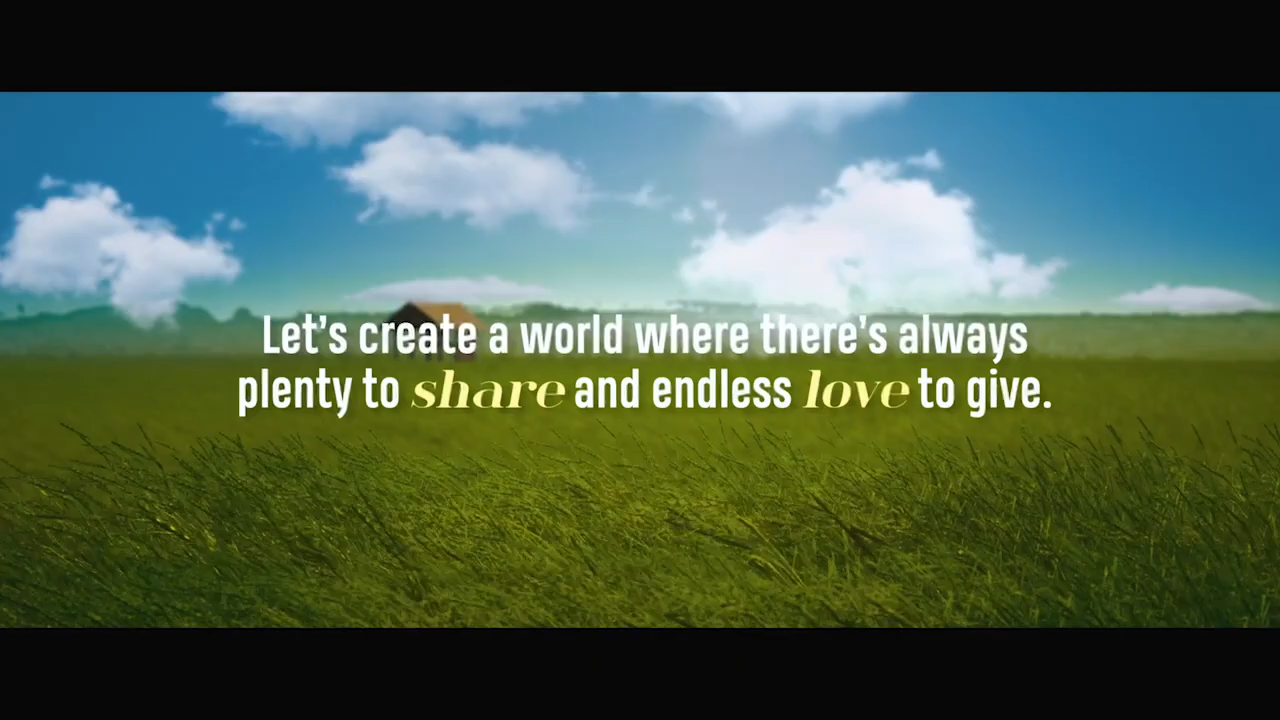 Let’s create a world where there’s always
plenty to share and endless love to give.